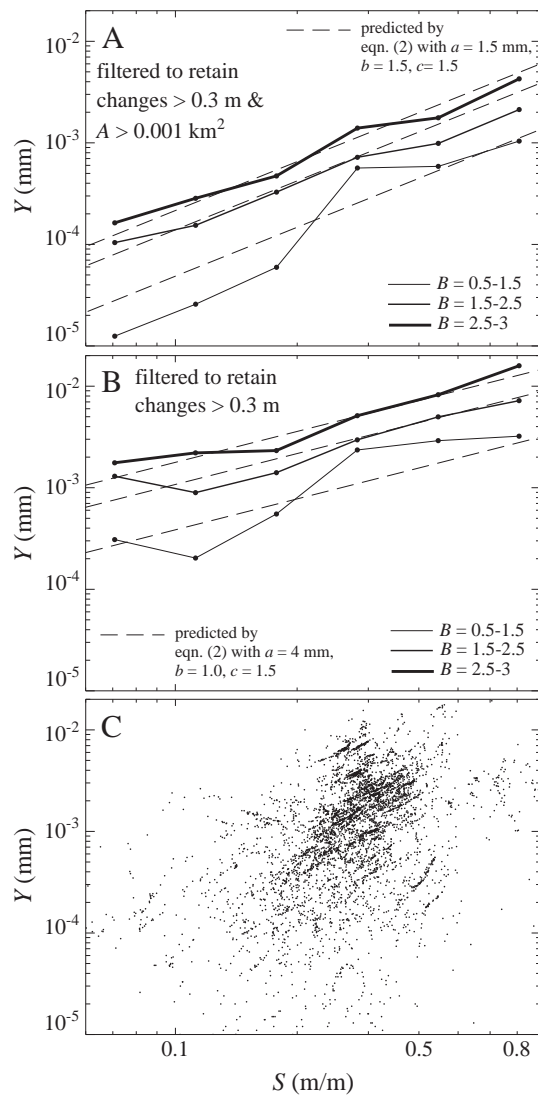 A
filtered to retain
changes > 0.3 m &
A > 0.001 km²
predicted by
eqn. (2) with a = 1.5 mm,
b = 1.5, c= 1.5
10⁻²
10⁻³
10⁻⁴
10⁻⁵
Y (mm)
B = 0.5-1.5
B = 1.5-2.5
B = 2.5-3
B
filtered to retain
changes > 0.3 m
10⁻²
10⁻³
10⁻⁴
10⁻⁵
Y (mm)
predicted by
eqn. (2) with a = 4 mm,
b = 1.0, c = 1.5
B = 0.5-1.5
B = 1.5-2.5
B = 2.5-3
C
10⁻²
10⁻³
10⁻⁴
10⁻⁵
Y (mm)
0.1 0.5 0.8
S (m/m)